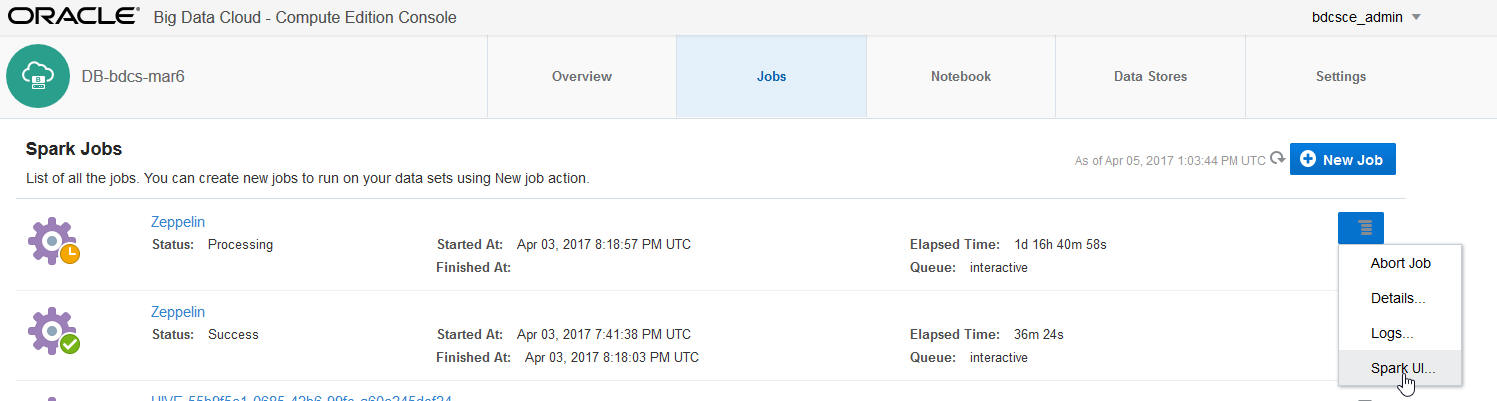 ORACLE® Big Data Cloud - Compute Edition Console bdcsce_admin
DB-bdcs-mar6 Overview Jobs Notebook Data Stores Settings
Spark Jobs
As of Apr 05, 2017 1:03:44 PM UTC New Job
List of all the jobs. You can create new jobs to run on your data sets using New job action.
Zeppelin
Status: Processing Started At: Apr 03, 2017 8:18:57 PM UTC Elapsed Time: 1d 16h 40m 58s
Finished At: Queue: interactive
Abort Job
Details...
Logs...
Spark UI...
Zeppelin
Status: Success Started At: Apr 03, 2017 7:41:38 PM UTC Elapsed Time: 36m 24s
Finished At: Apr 03, 2017 8:18:03 PM UTC Queue: interactive